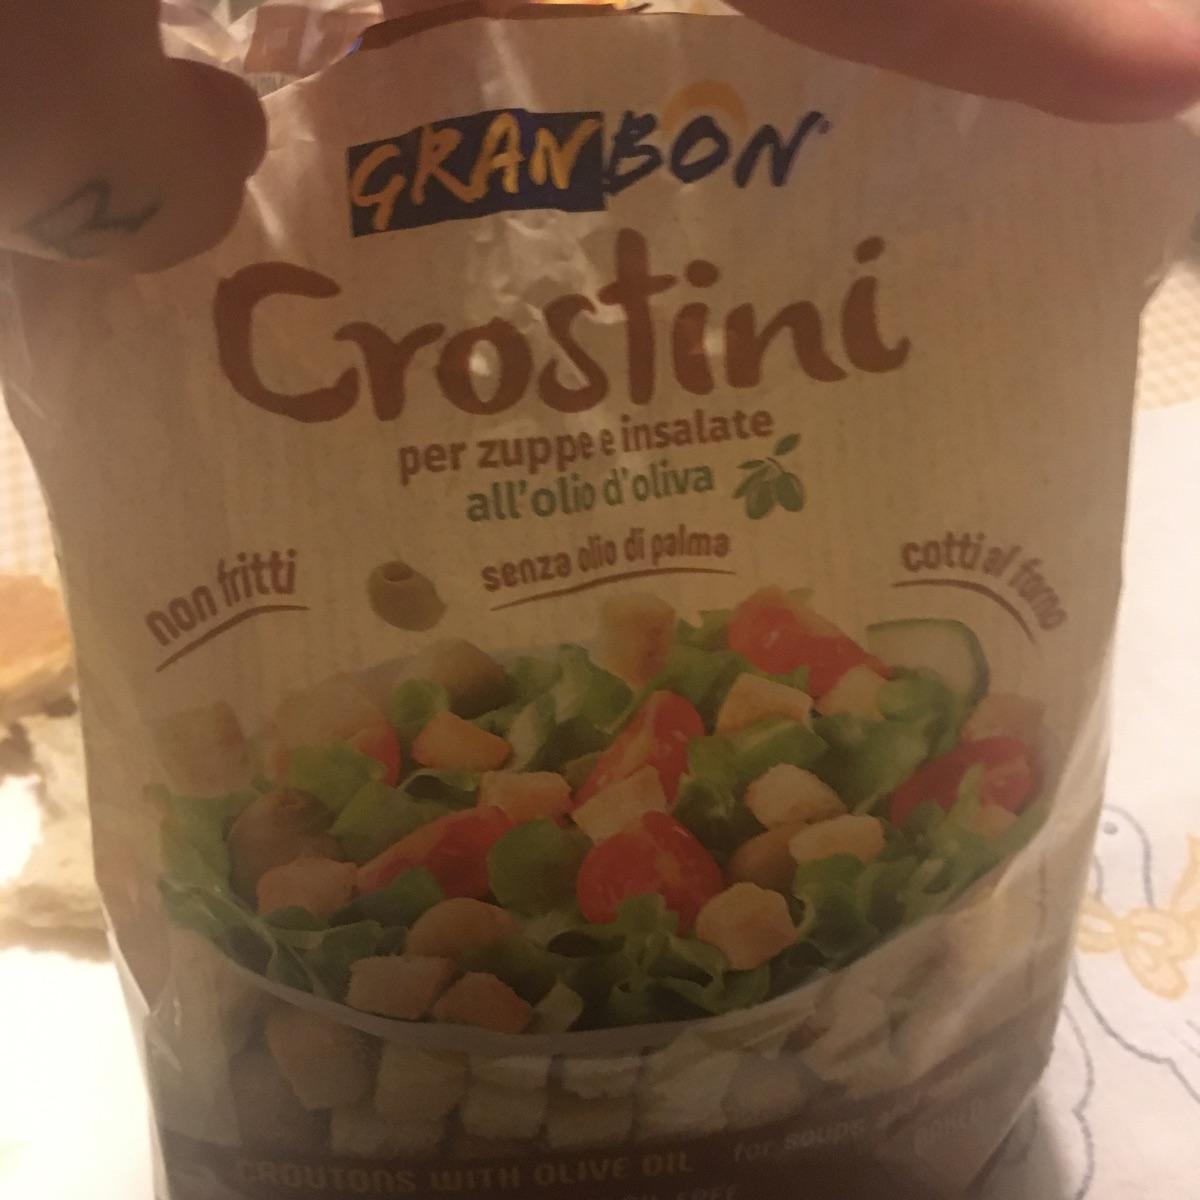 GRANBON®
Crostini
per zuppe e insalate
all'olio d'oliva
non fritti
senza olio di palma
cotti al forno
CROUTONS WITH OLIVE OIL
for soups